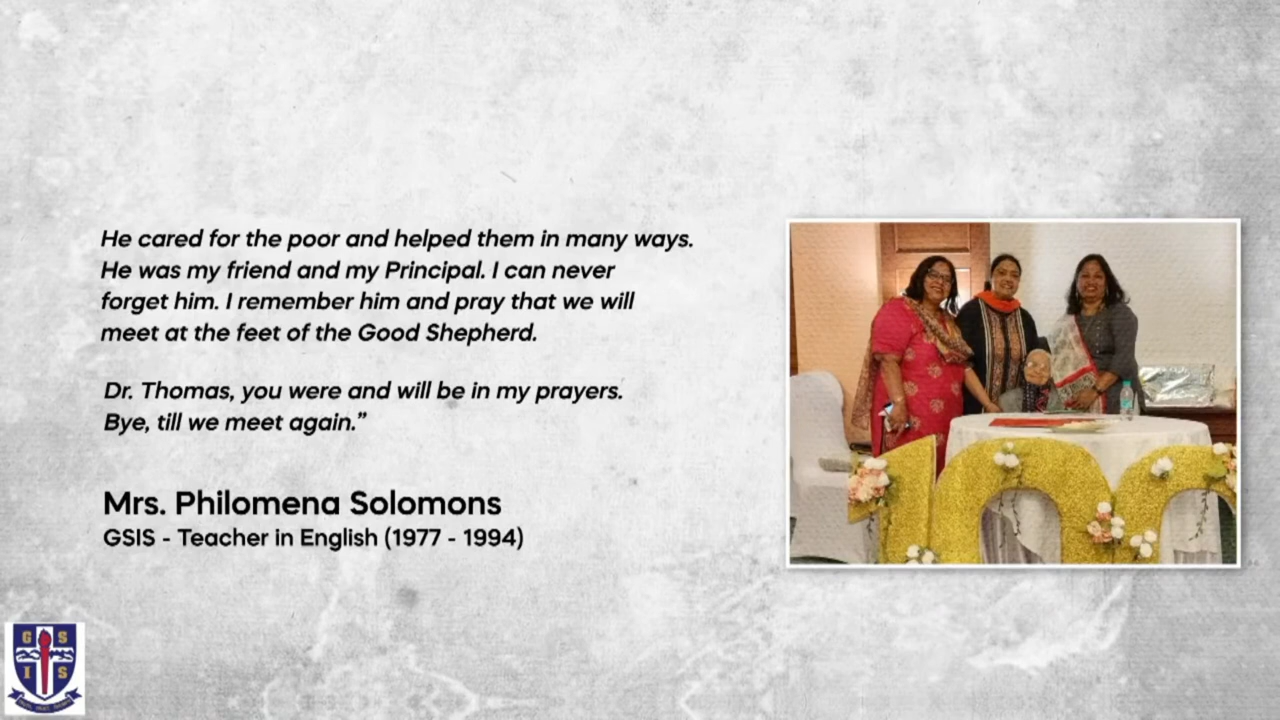 He cared for the poor and helped them in many ways.
He was my friend and my Principal. I can never
forget him. I remember him and pray that we will
meet at the feet of the Good Shepherd.
Dr. Thomas, you were and will be in my prayers.
Bye, till we meet again.”
Mrs. Philomena Solomons
GSIS - Teacher in English (1977 - 1994)
100
G S
I S